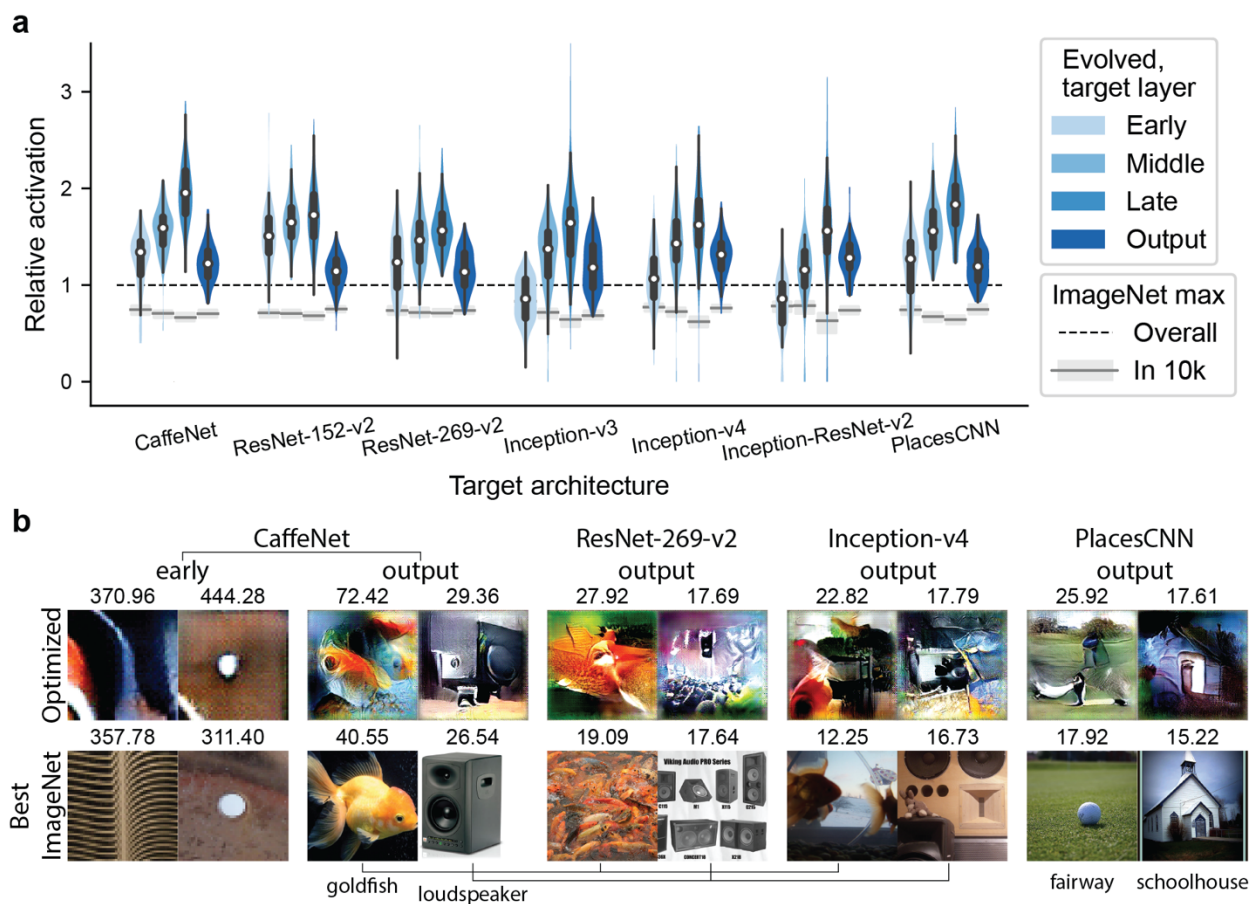 a
3
2
1
0
Relative activation
CaffeNet
ResNet-152-v2
ResNet-269-v2
Inception-v3
Inception-v4
Inception-ResNet-v2
PlacesCNN
Target architecture
Evolved,
target layer
Early
Middle
Late
Output
ImageNet max
Overall
In 10k
b
CaffeNet
ResNet-269-v2
Inception-v4
PlacesCNN
early
output
output
output
output
370.96 444.28 72.42 29.36 27.92 17.69 22.82 17.79 25.92 17.61
Optimized
357.78 311.40 40.55 26.54 19.09 17.64 12.25 16.73 17.92 15.22
Best
ImageNet
Viking Audio PRO Series
goldfish
loudspeaker
fairway
schoolhouse